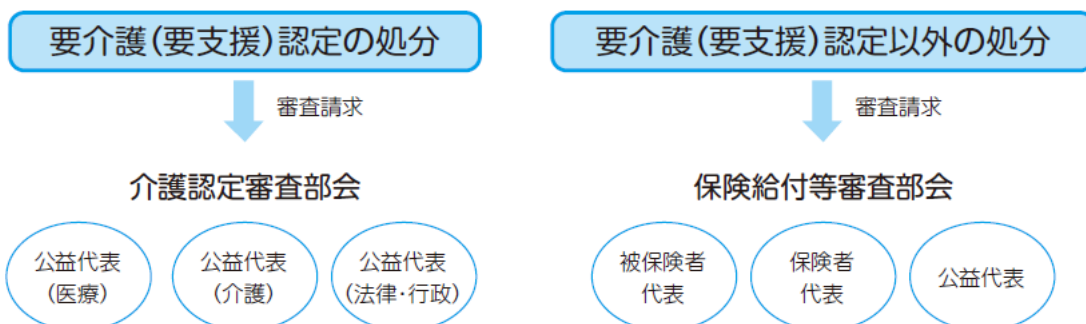 要介護(要支援)認定の処分
審査請求
介護認定審査部会
公益代表
(医療)
公益代表
(介護)
公益代表
(法律・行政)
要介護(要支援)認定以外の処分
審査請求
保険給付等審査部会
被保険者
代表
保険者
代表
公益代表